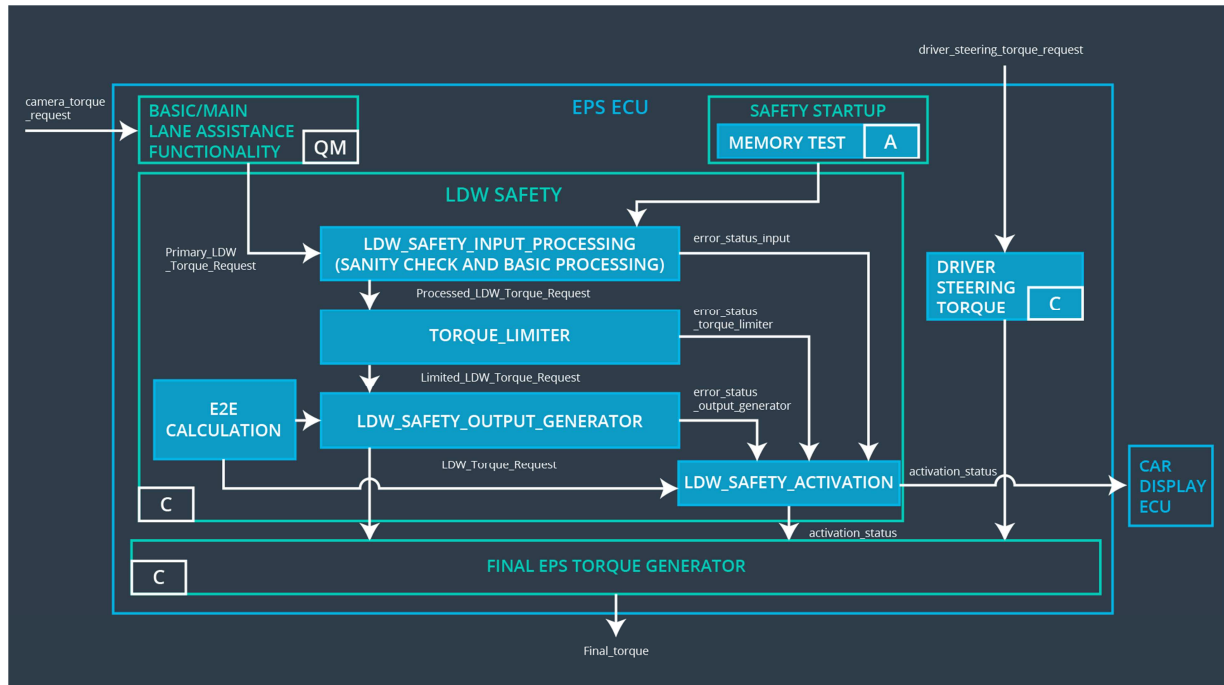 driver_steering_torque_request
camera_torque
_request
EPS ECU
BASIC/MAIN
LANE ASSISTANCE
FUNCTIONALITY
QM
SAFETY STARTUP
MEMORY TEST
A
LDW SAFETY
Primary_LDW
_Torque_Request
LDW_SAFETY_INPUT_PROCESSING
(SANITY CHECK AND BASIC PROCESSING)
error_status_input
DRIVER
STEERING
TORQUE
C
Processed_LDW_Torque_Request
TORQUE_LIMITER
error_status
_torque_limiter
Limited_LDW_Torque_Request
E2E
CALCULATION
LDW_SAFETY_OUTPUT_GENERATOR
error_status
_output_generator
LDW_Torque_Request
LDW_SAFETY_ACTIVATION
activation_status
CAR
DISPLAY
ECU
C
activation_status
FINAL EPS TORQUE GENERATOR
C
Final_torque